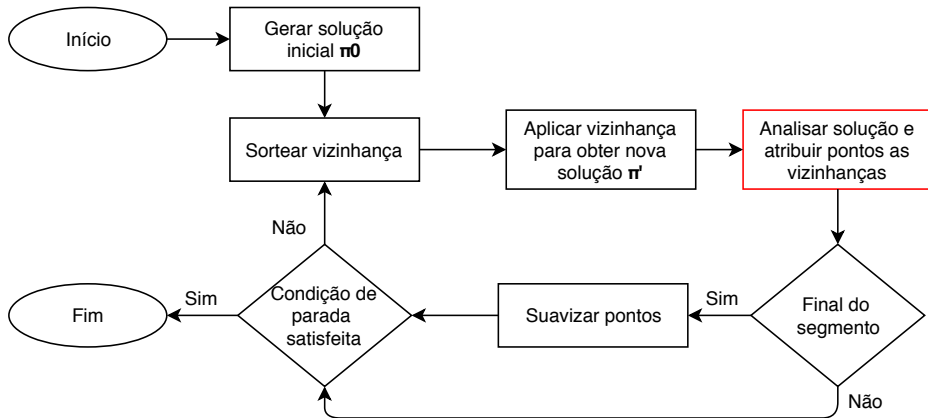 Início
Gerar solução
inicial π0
Sortear vizinhança
Aplicar vizinhança
para obter nova
solução π'
Analisar solução e
atribuir pontos as
vizinhanças
Não
Fim
Sim
Condição de
parada
satisfeita
Suavizar pontos
Sim
Final do
segmento
Não